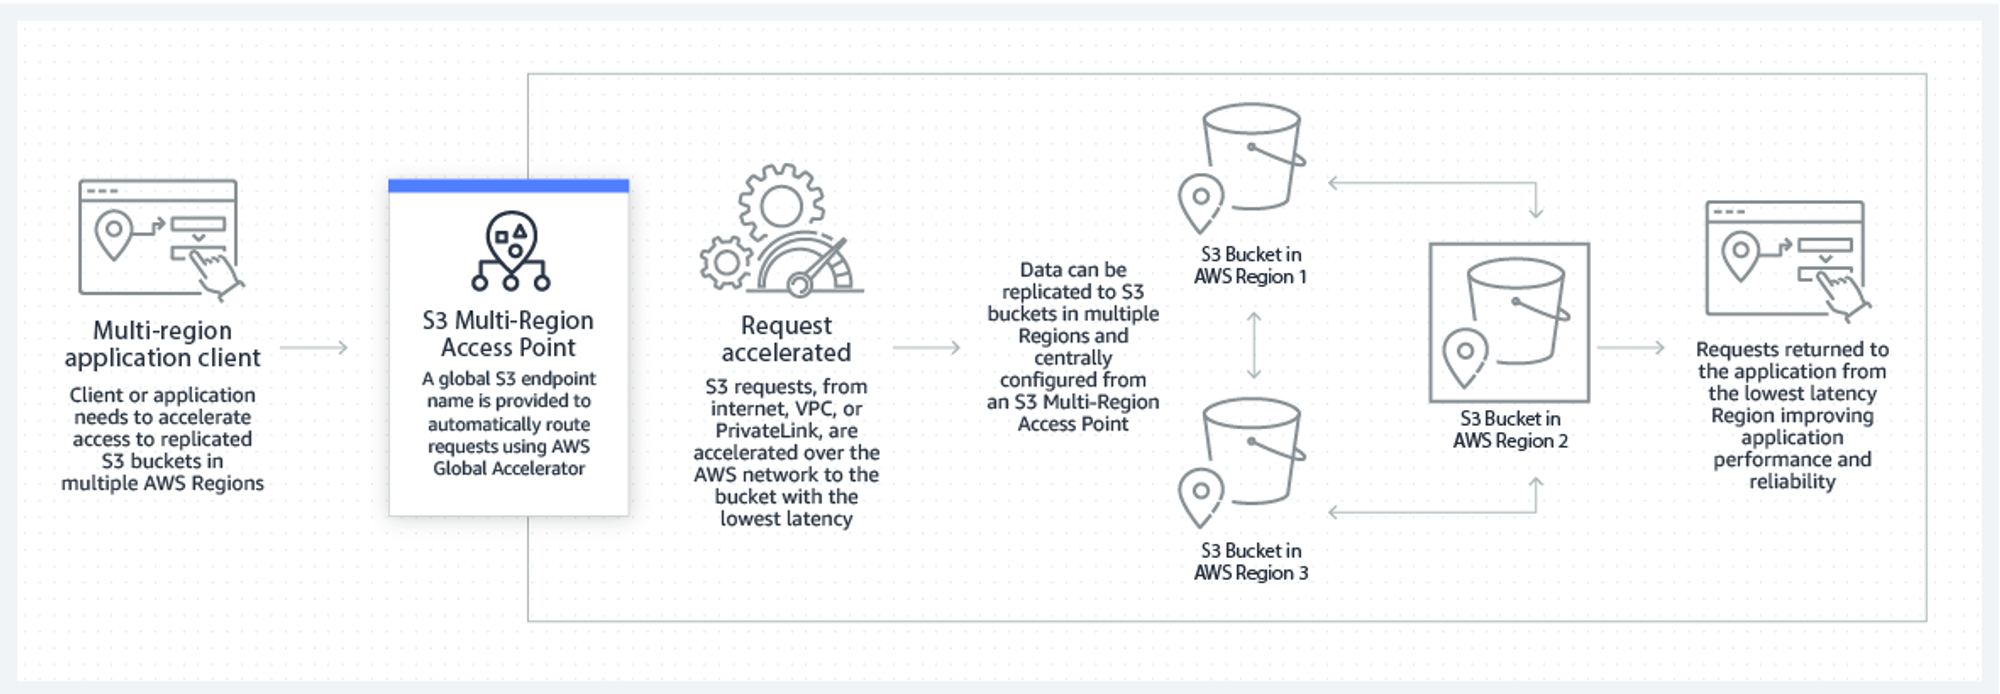 Multi-region
application client
Client or application
needs to accelerate
access to replicated
S3 buckets in
multiple AWS Regions
S3 Multi-Region
Access Point
A global S3 endpoint
name is provided to
automatically route
requests using AWS
Global Accelerator
Request
accelerated
S3 requests, from
internet, VPC, or
PrivateLink, are
accelerated over the
AWS network to the
bucket with the
lowest latency
Data can be
replicated to S3
buckets in multiple
Regions and
centrally
configured from
an S3 Multi-Region
Access Point
S3 Bucket in
AWS Region 1
S3 Bucket in
AWS Region 3
S3 Bucket in
AWS Region 2
Requests returned to
the application from
the lowest latency
Region improving
application
performance and
reliability